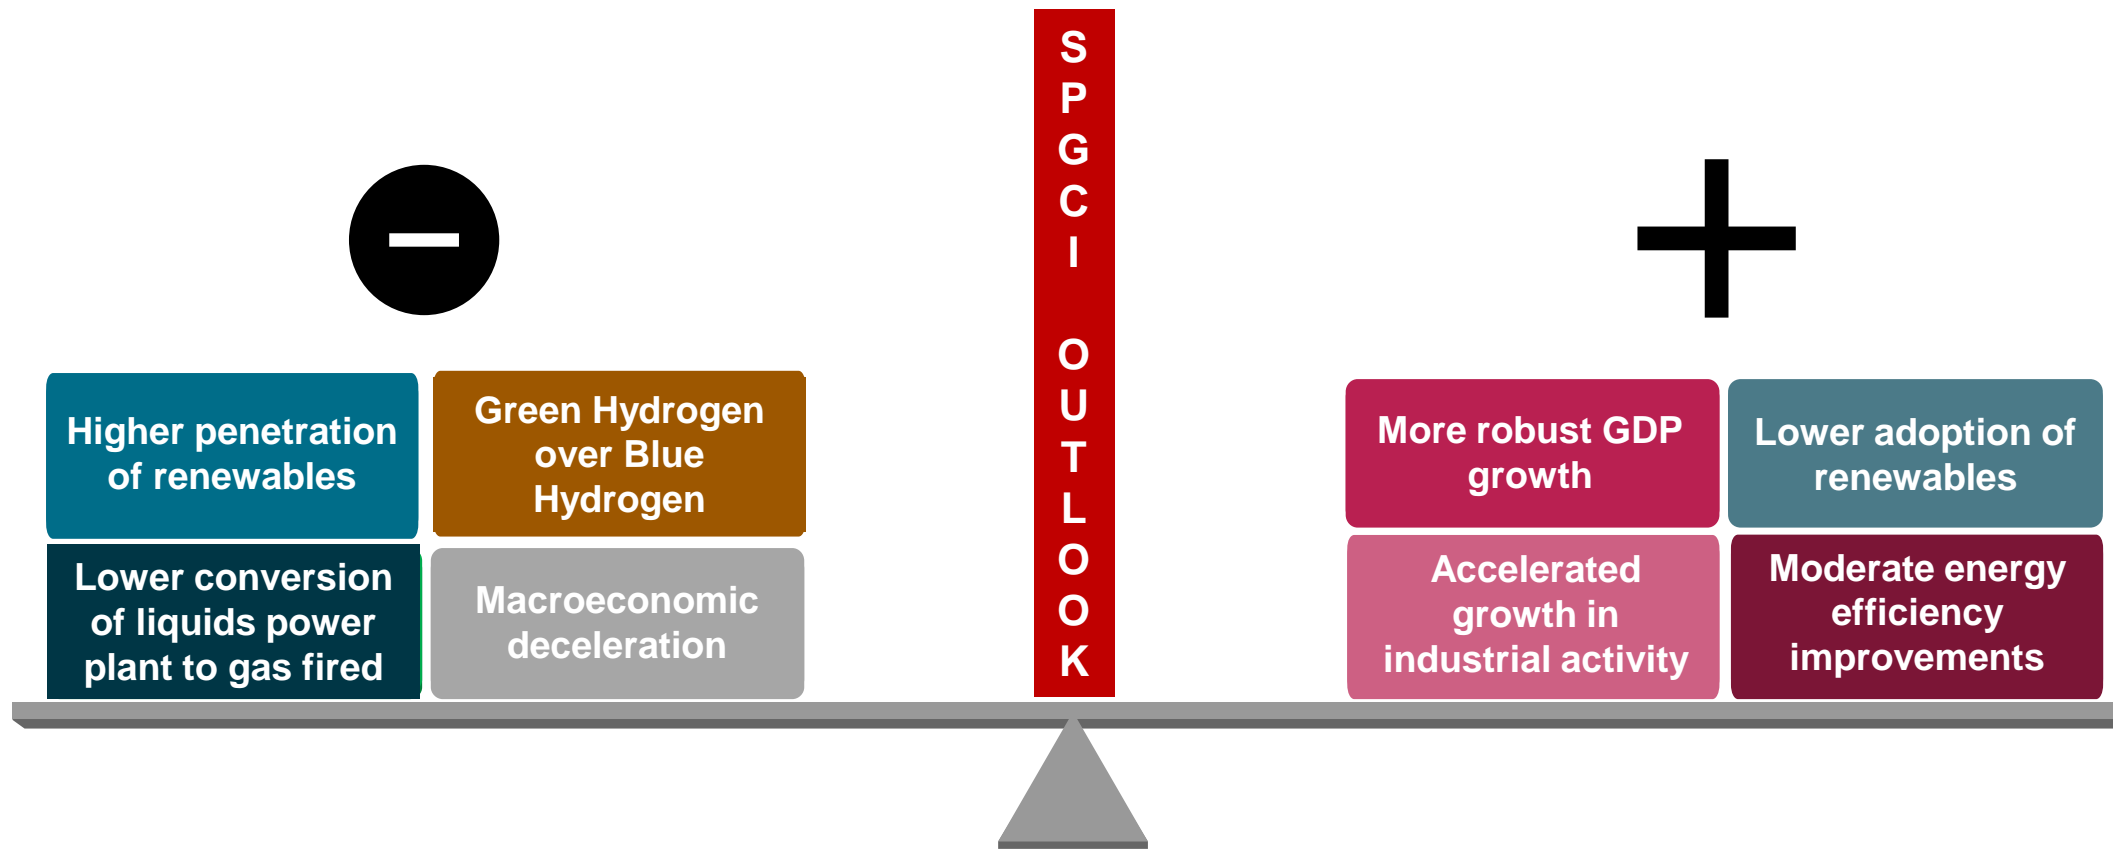 Higher penetration
of renewables
Green Hydrogen
over Blue
Hydrogen
Lower conversion
of liquids power
plant to gas fired
Macroeconomic
deceleration
S
P
G
C
I
O
U
T
L
O
O
K
More robust GDP
growth
Lower adoption of
renewables
Accelerated
growth in
industrial activity
Moderate energy
efficiency
improvements